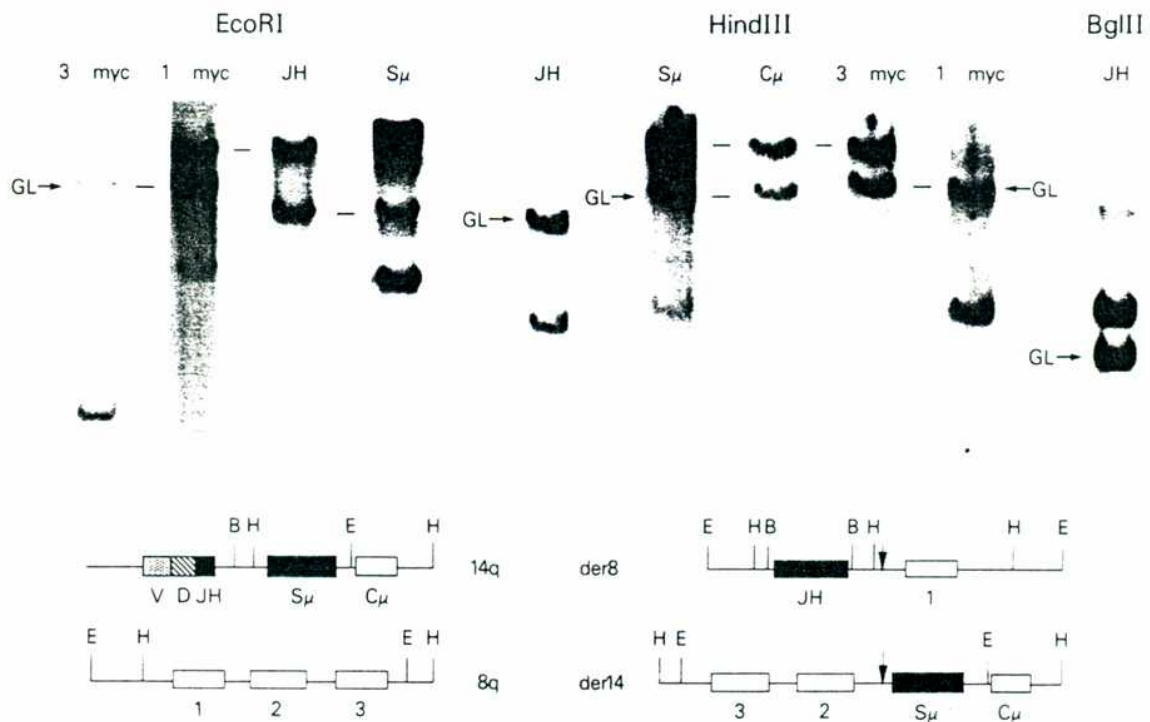 EcoRI HindIII BglII
3 myc 1 myc JH Sμ JH Sμ Cμ 3 myc 1 myc JH
GL→ GL→ GL→ ←GL GL→
B H E H E H B B H H E
14q der8
V D JH Sμ Cμ JH 1
E H E H H E E H
8q der14
1 2 3 3 2 Sμ Cμ